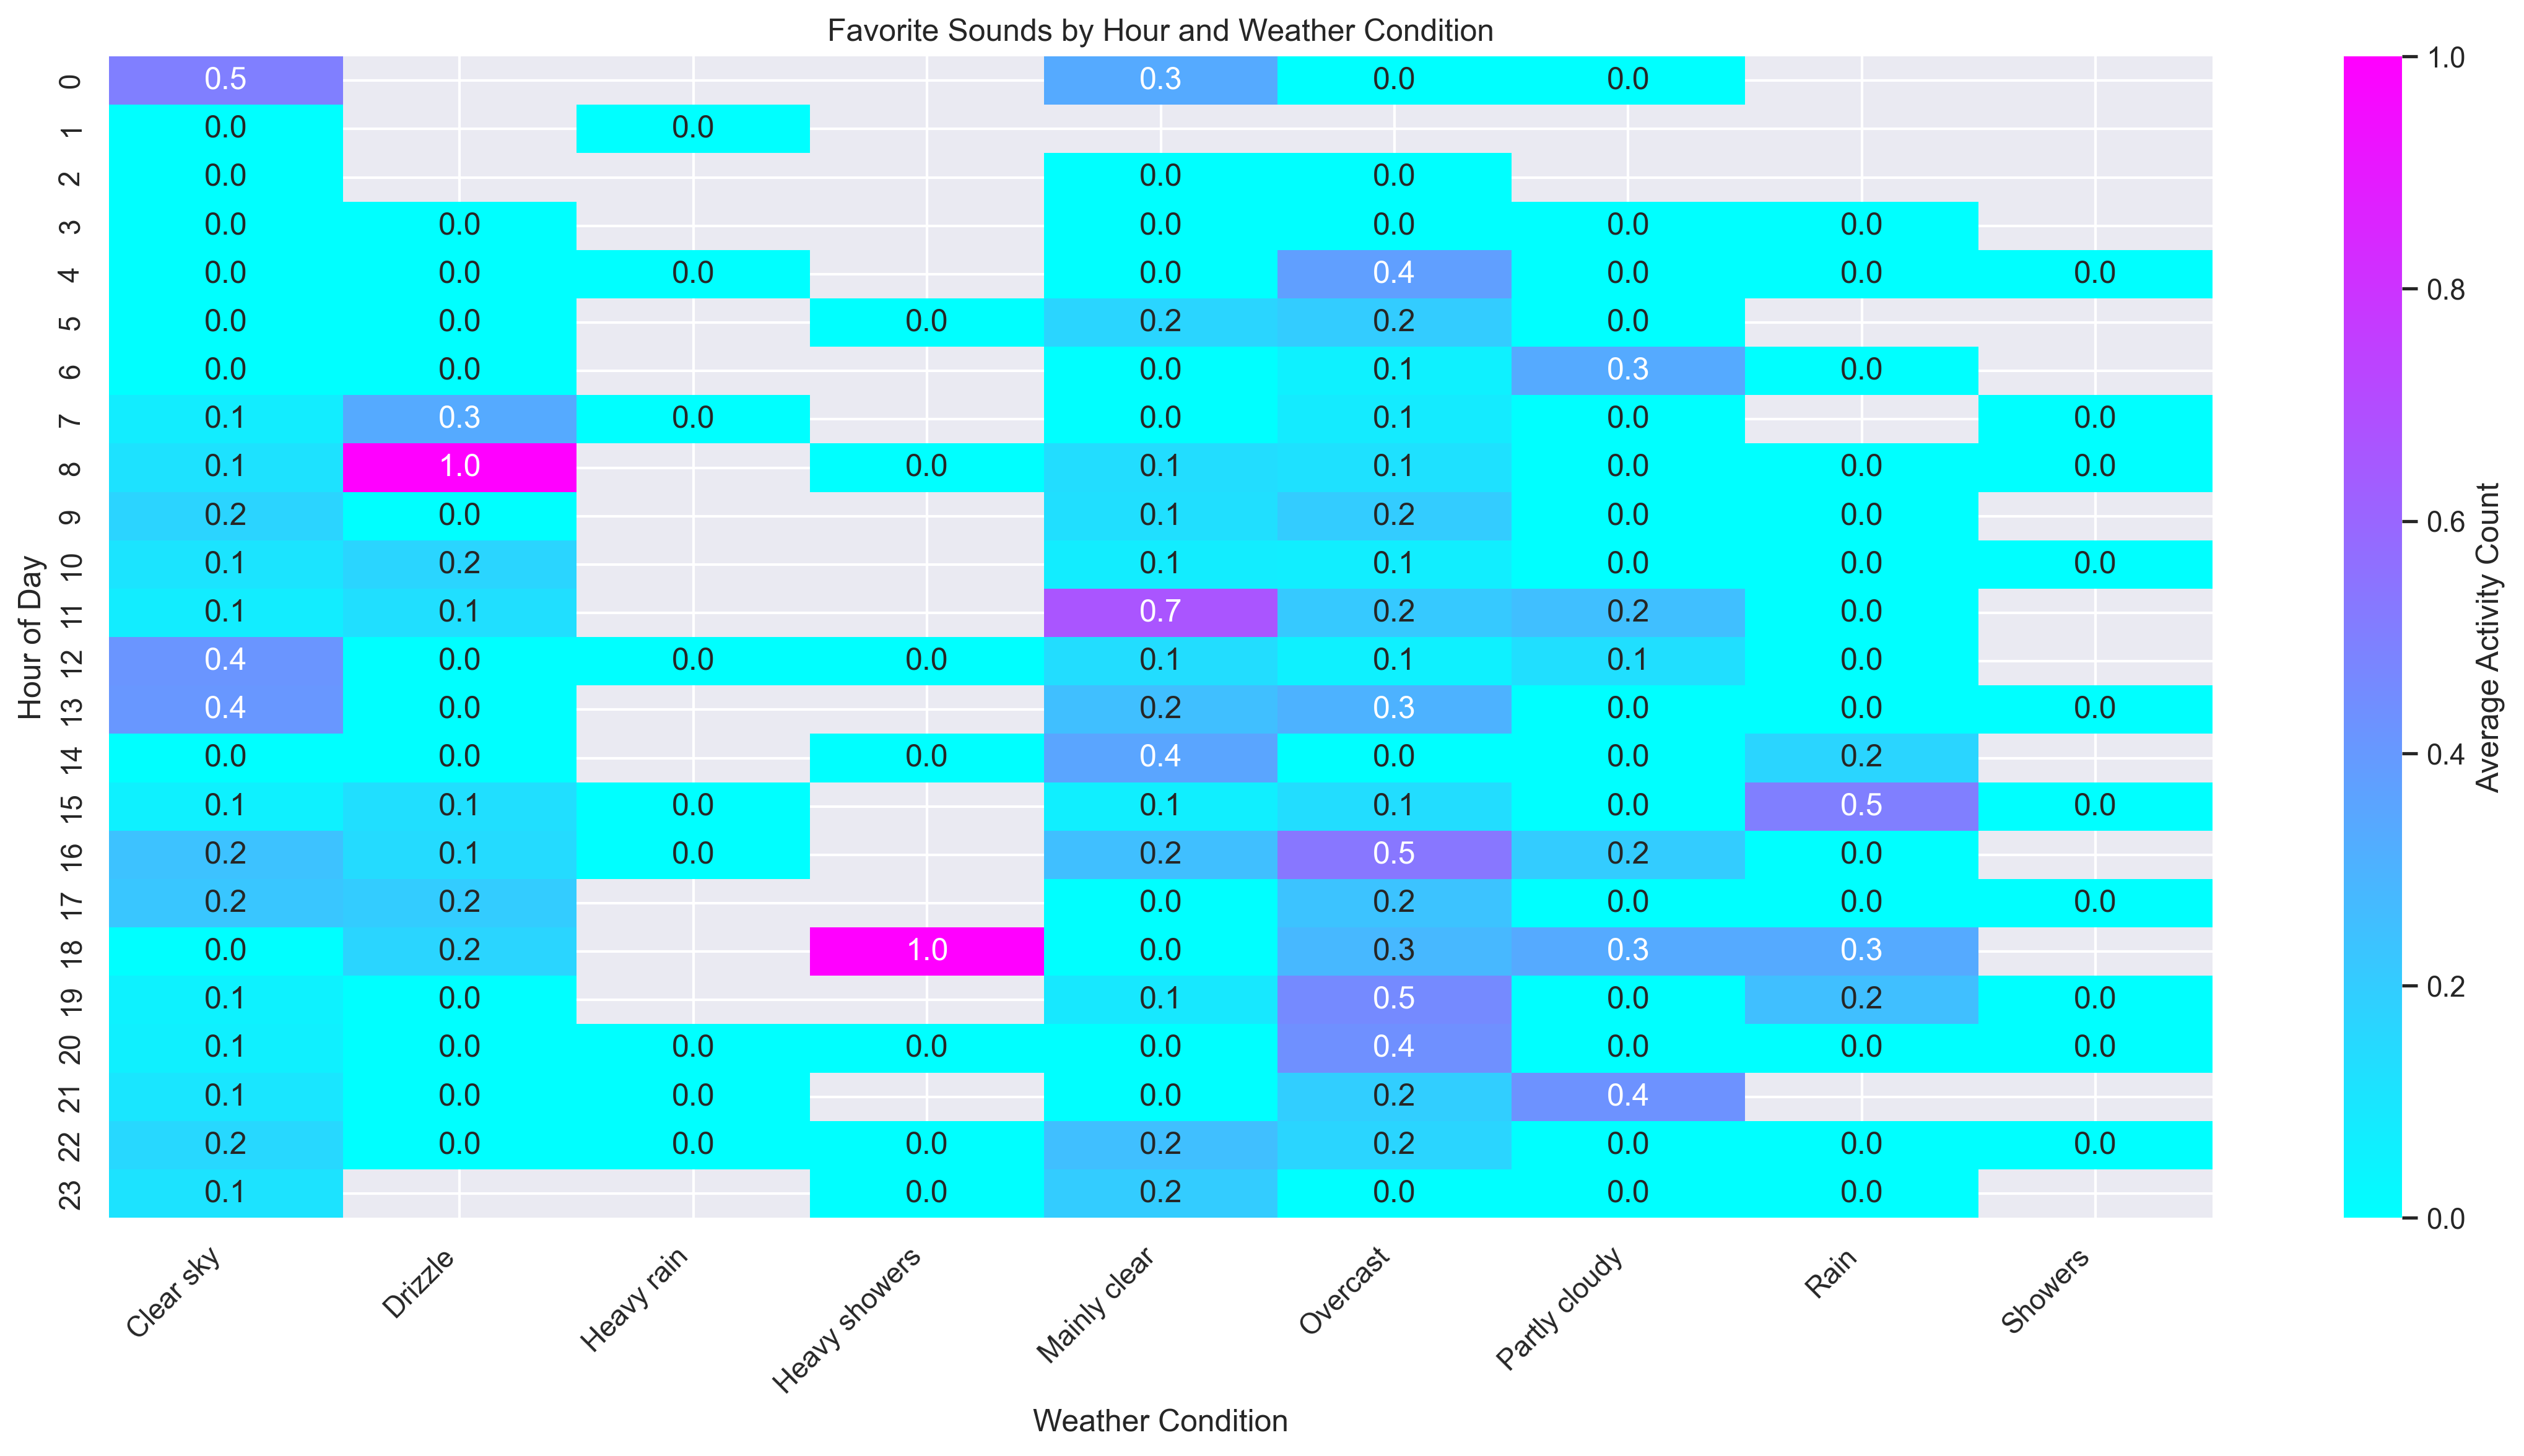 Favorite Sounds by Hour and Weather Condition
0 0.5 0.3 0.0 0.0
1 0.0 0.0
2 0.0 0.0 0.0
3 0.0 0.0 0.0 0.0 0.0 0.0
4 0.0 0.0 0.0 0.0 0.4 0.0 0.0 0.0
5 0.0 0.0 0.0 0.2 0.2 0.0
6 0.0 0.0 0.0 0.1 0.3 0.0
7 0.1 0.3 0.0 0.0 0.1 0.0 0.0
8 0.1 1.0 0.0 0.1 0.1 0.0 0.0 0.0
9 0.2 0.0 0.1 0.2 0.0 0.0
10 0.1 0.2 0.1 0.1 0.0 0.0 0.0
11 0.1 0.1 0.7 0.2 0.2 0.0
12 0.4 0.0 0.0 0.0 0.1 0.1 0.1 0.0
13 0.4 0.0 0.2 0.3 0.0 0.0 0.0
14 0.0 0.0 0.0 0.4 0.0 0.0 0.2
15 0.1 0.1 0.0 0.1 0.1 0.0 0.5 0.0
16 0.2 0.1 0.0 0.2 0.5 0.2 0.0
17 0.2 0.2 0.0 0.2 0.0 0.0 0.0
18 0.0 0.2 1.0 0.0 0.3 0.3 0.3
19 0.1 0.0 0.1 0.5 0.0 0.2 0.0
20 0.1 0.0 0.0 0.0 0.0 0.4 0.0 0.0 0.0
21 0.1 0.0 0.0 0.0 0.2 0.4
22 0.2 0.0 0.0 0.0 0.2 0.2 0.0 0.0 0.0
23 0.1 0.0 0.2 0.0 0.0 0.0
Hour of Day
Clear sky
Drizzle
Heavy rain
Heavy showers
Mainly clear
Overcast
Partly cloudy
Rain
Showers
Weather Condition
1.0
0.8
0.6
0.4
0.2
0.0
Average Activity Count